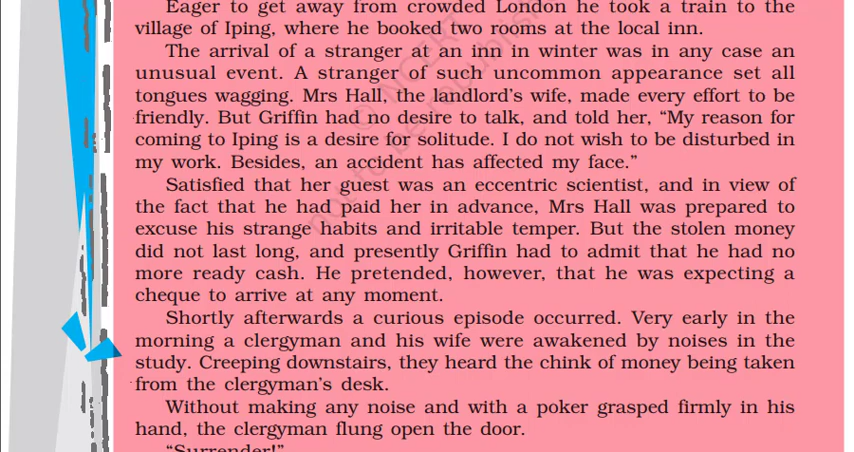 Eager to get away from crowded London he took a train to the
village of Iping, where he booked two rooms at the local inn.
The arrival of a stranger at an inn in winter was in any case an
unusual event. A stranger of such uncommon appearance set all
tongues wagging. Mrs Hall, the landlord's wife, made every effort to be
friendly. But Griffin had no desire to talk, and told her, “My reason for
coming to Iping is a desire for solitude. I do not wish to be disturbed in
my work. Besides, an accident has affected my face.”
Satisfied that her guest was an eccentric scientist, and in view of
the fact that he had paid her in advance, Mrs Hall was prepared to
excuse his strange habits and irritable temper. But the stolen money
did not last long, and presently Griffin had to admit that he had no
more ready cash. He pretended, however, that he was expecting a
cheque to arrive at any moment.
Shortly afterwards a curious episode occurred. Very early in the
morning a clergyman and his wife were awakened by noises in the
study. Creeping downstairs, they heard the chink of money being taken
from the clergyman's desk.
Without making any noise and with a poker grasped firmly in his
hand, the clergyman flung open the door.
“Surrender!”
© NCERT
not to be republish